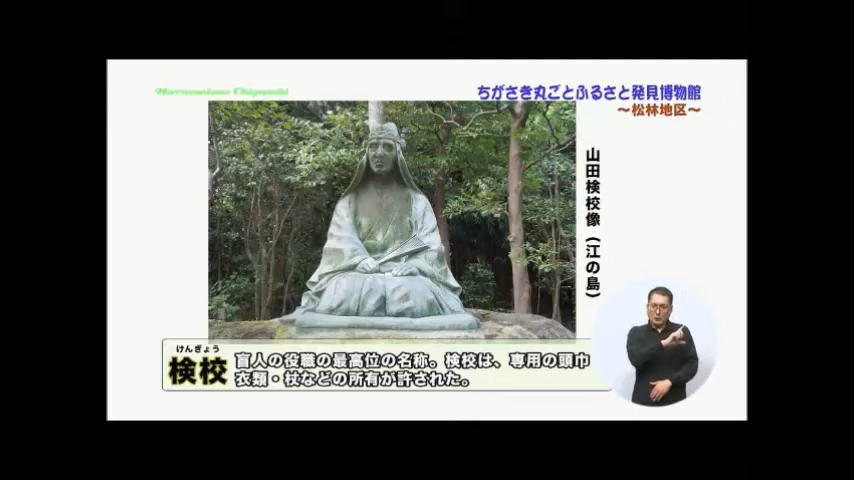 ちがさき丸ごとふるさと発見博物館
～松林地区～
山田検校像（江の島）
けんぎょう
検校
盲人の役職の最高位の名称。検校は、専用の頭巾
衣類・杖などの所有が許された。